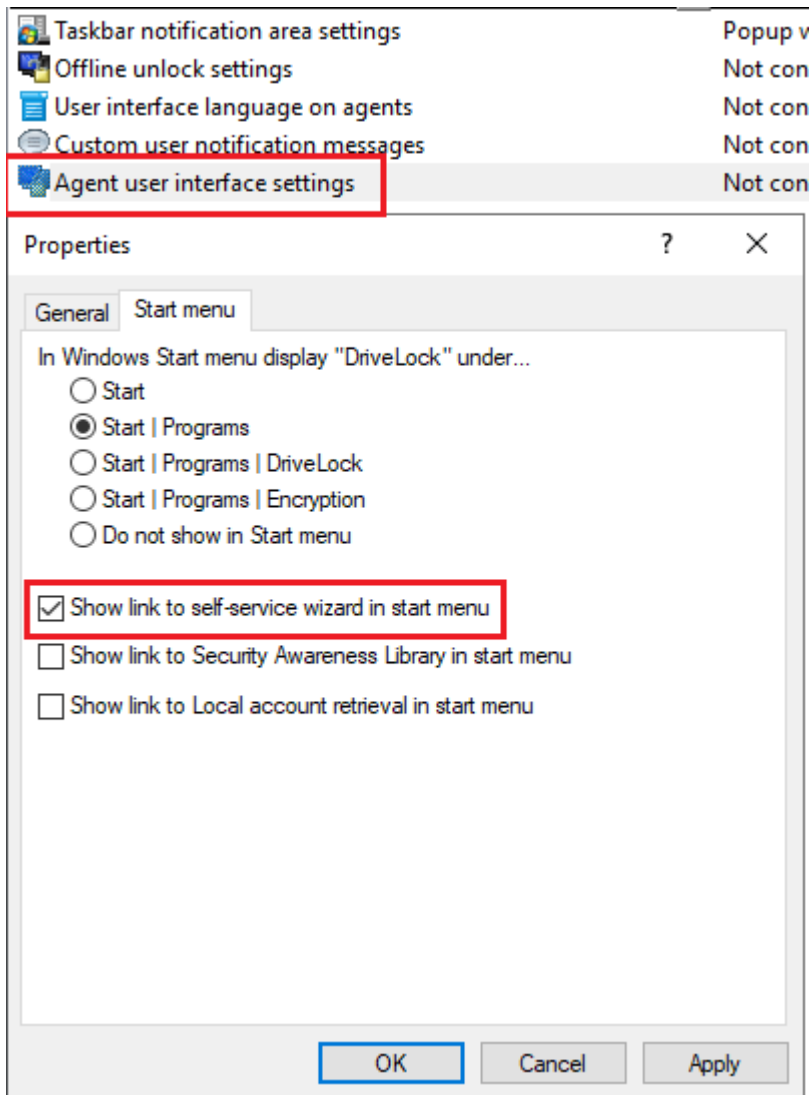 Taskbar notification area settings Popup w
Offline unlock settings Not con
User interface language on agents Not con
Custom user notification messages Not con
Agent user interface settings Not con
Properties ?
General Start menu
In Windows Start menu display "DriveLock" under...
Start
Start | Programs
Start | Programs | DriveLock
Start | Programs | Encryption
Do not show in Start menu
Show link to self-service wizard in start menu
Show link to Security Awareness Library in start menu
Show link to Local account retrieval in start menu
OK Cancel Apply